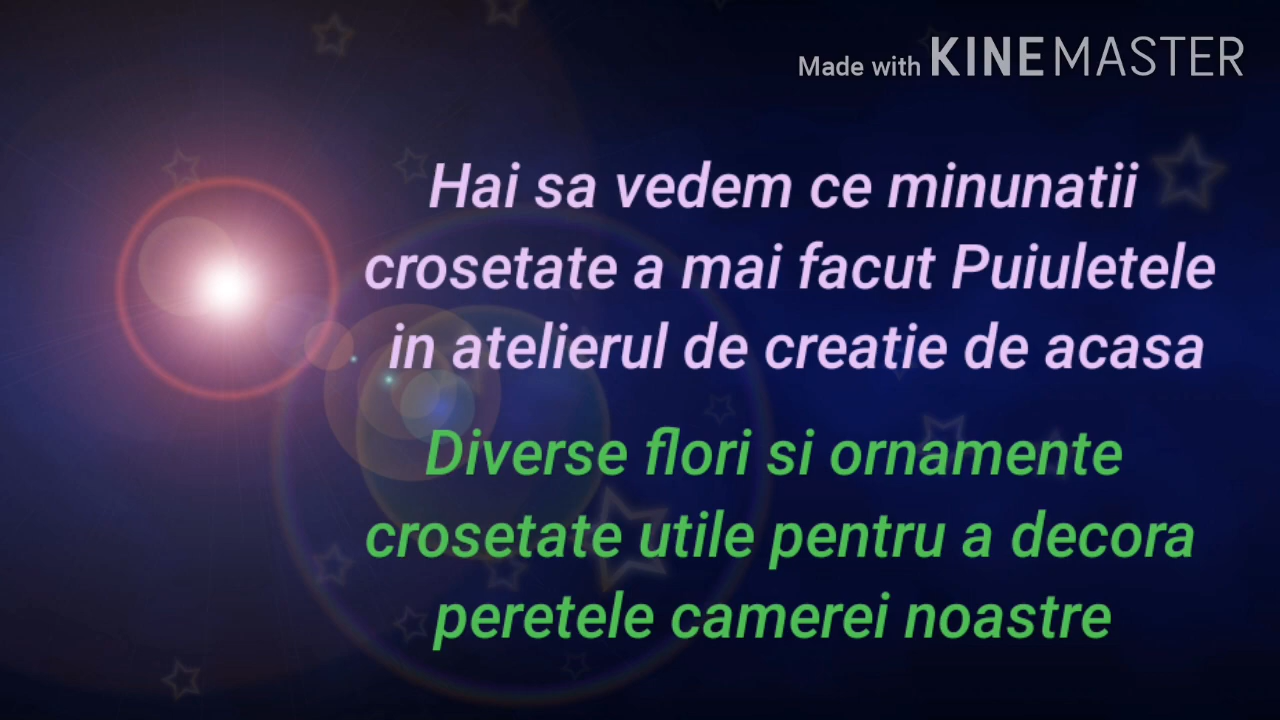 Made with KINEMASTER
Hai sa vedem ce minunatii
crosetate a mai facut Puiuletele
in atelierul de creatie de acasa
Diverse flori si ornamente
crosetate utile pentru a decora
peretele camerei noastre